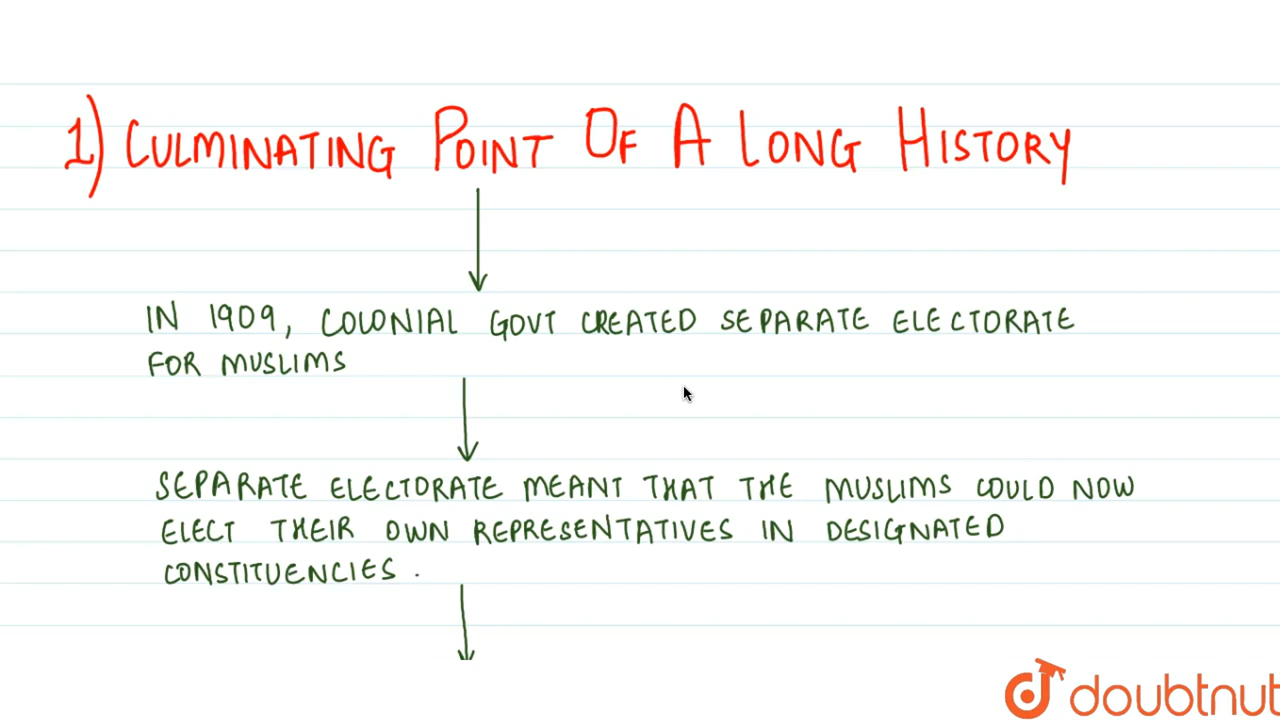 1) CULMINATING POINT OF A LONG HISTORY
IN 1909, COLONIAL GOVT CREATED SEPARATE ELECTORATE
FOR MUSLIMS
SEPARATE ELECTORATE MEANT THAT THE MUSLIMS COULD NOW
ELECT THEIR OWN REPRESENTATIVES IN DESIGNATED
CONSTITUENCIES.
doubtnut